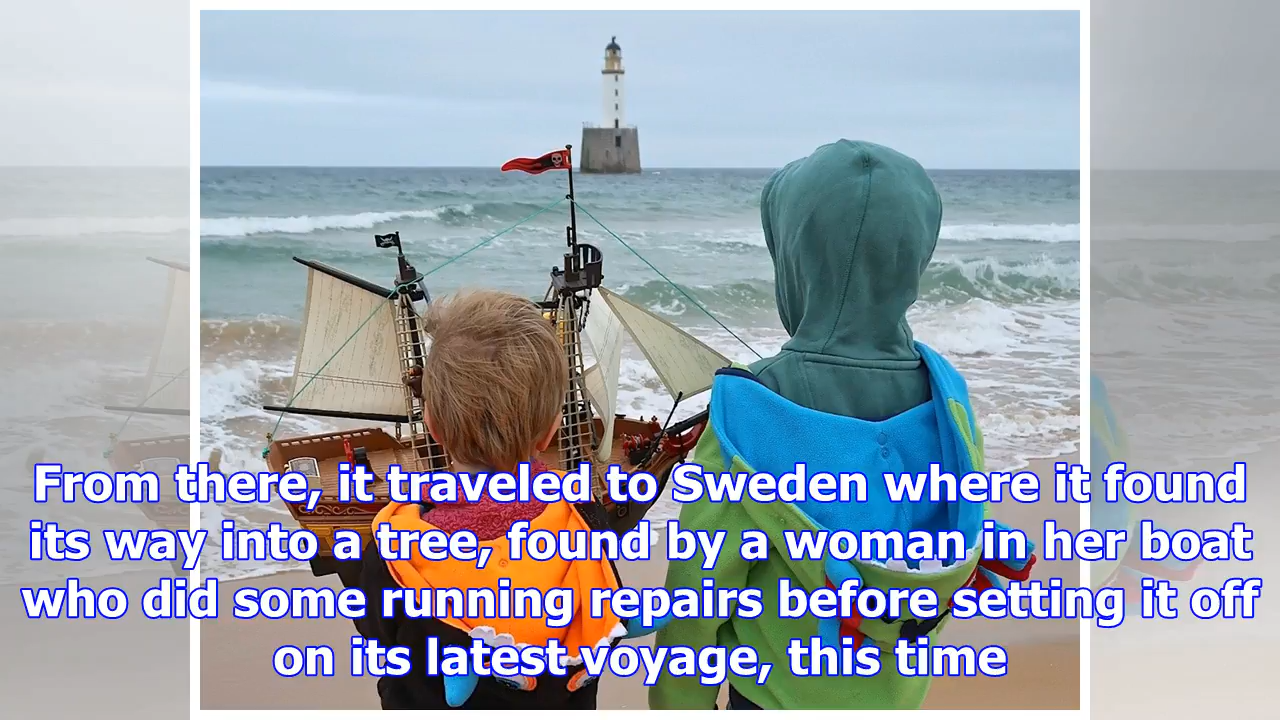 From there, it traveled to Sweden where it found
its way into a tree, found by a woman in her boat
who did some running repairs before setting it off
on its latest voyage, this time